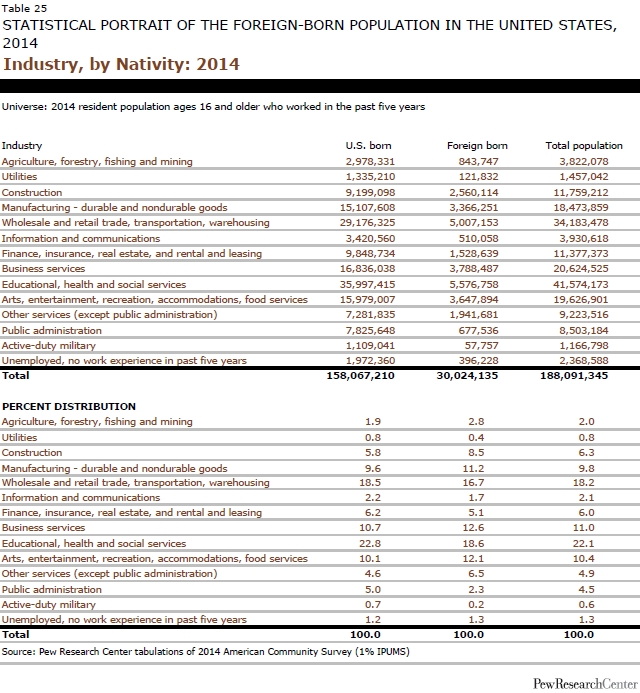 Table 25
STATISTICAL PORTRAIT OF THE FOREIGN-BORN POPULATION IN THE UNITED STATES,
2014
Industry, by Nativity: 2014
Universe: 2014 resident population ages 16 and older who worked in the past five years
Industry U.S. born Foreign born Total population
Agriculture, forestry, fishing and mining 2,978,331 843,747 3,822,078
Utilities 1,335,210 121,832 1,457,042
Construction 9,199,098 2,560,114 11,759,212
Manufacturing - durable and nondurable goods 15,107,608 3,366,251 18,473,859
Wholesale and retail trade, transportation, warehousing 29,176,325 5,007,153 34,183,478
Information and communications 3,420,560 510,058 3,930,618
Finance, insurance, real estate, and rental and leasing 9,848,734 1,528,639 11,377,373
Business services 16,836,038 3,788,487 20,624,525
Educational, health and social services 35,997,415 5,576,758 41,574,173
Arts, entertainment, recreation, accommodations, food services 15,979,007 3,647,894 19,626,901
Other services (except public administration) 7,281,835 1,941,681 9,223,516
Public administration 7,825,648 677,536 8,503,184
Active-duty military 1,109,041 57,757 1,166,798
Unemployed, no work experience in past five years 1,972,360 396,228 2,368,588
Total 158,067,210 30,024,135 188,091,345
PERCENT DISTRIBUTION
Agriculture, forestry, fishing and mining 1.9 2.8 2.0
Utilities 0.8 0.4 0.8
Construction 5.8 8.5 6.3
Manufacturing - durable and nondurable goods 9.6 11.2 9.8
Wholesale and retail trade, transportation, warehousing 18.5 16.7 18.2
Information and communications 2.2 1.7 2.1
Finance, insurance, real estate, and rental and leasing 6.2 5.1 6.0
Business services 10.7 12.6 11.0
Educational, health and social services 22.8 18.6 22.1
Arts, entertainment, recreation, accommodations, food services 10.1 12.1 10.4
Other services (except public administration) 4.6 6.5 4.9
Public administration 5.0 2.3 4.5
Active-duty military 0.7 0.2 0.6
Unemployed, no work experience in past five years 1.2 1.3 1.3
Total 100.0 100.0 100.0
Source: Pew Research Center tabulations of 2014 American Community Survey (1% IPUMS)
PewResearchCenter